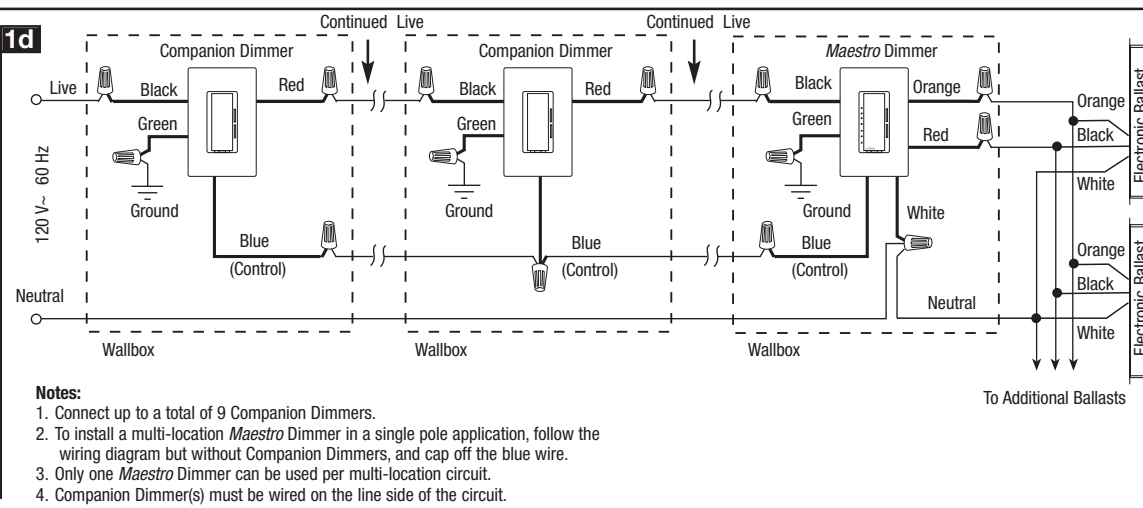 1d
Continued Live
Continued Live
Companion Dimmer
Companion Dimmer
Maestro Dimmer
Live
Black
Red
Black
Red
Black
Orange
Green
Green
Green
Red
Orange
Black
White
Electronic Ballast
120 V~ 60 Hz
Ground
Ground
Ground
White
Blue
(Control)
Blue
(Control)
Blue
(Control)
Orange
Black
White
Electronic Ballast
Neutral
Neutral
Wallbox
Wallbox
Wallbox
To Additional Ballasts
Notes:
1. Connect up to a total of 9 Companion Dimmers.
2. To install a multi-location Maestro Dimmer in a single pole application, follow the
wiring diagram but without Companion Dimmers, and cap off the blue wire.
3. Only one Maestro Dimmer can be used per multi-location circuit.
4. Companion Dimmer(s) must be wired on the line side of the circuit.